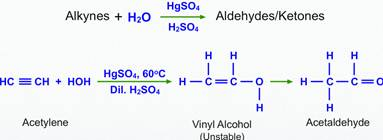 HgSO₄
Alkynes + H₂O Aldehydes/Ketones
H₂SO₄
HgSO₄, 60°C
HC≡CH + HOH
Dil. H₂SO₄
H H
C=C
H O
H
H H
H-C-C=O
H
Acetylene Vinyl Alcohol Acetaldehyde
(Unstable)